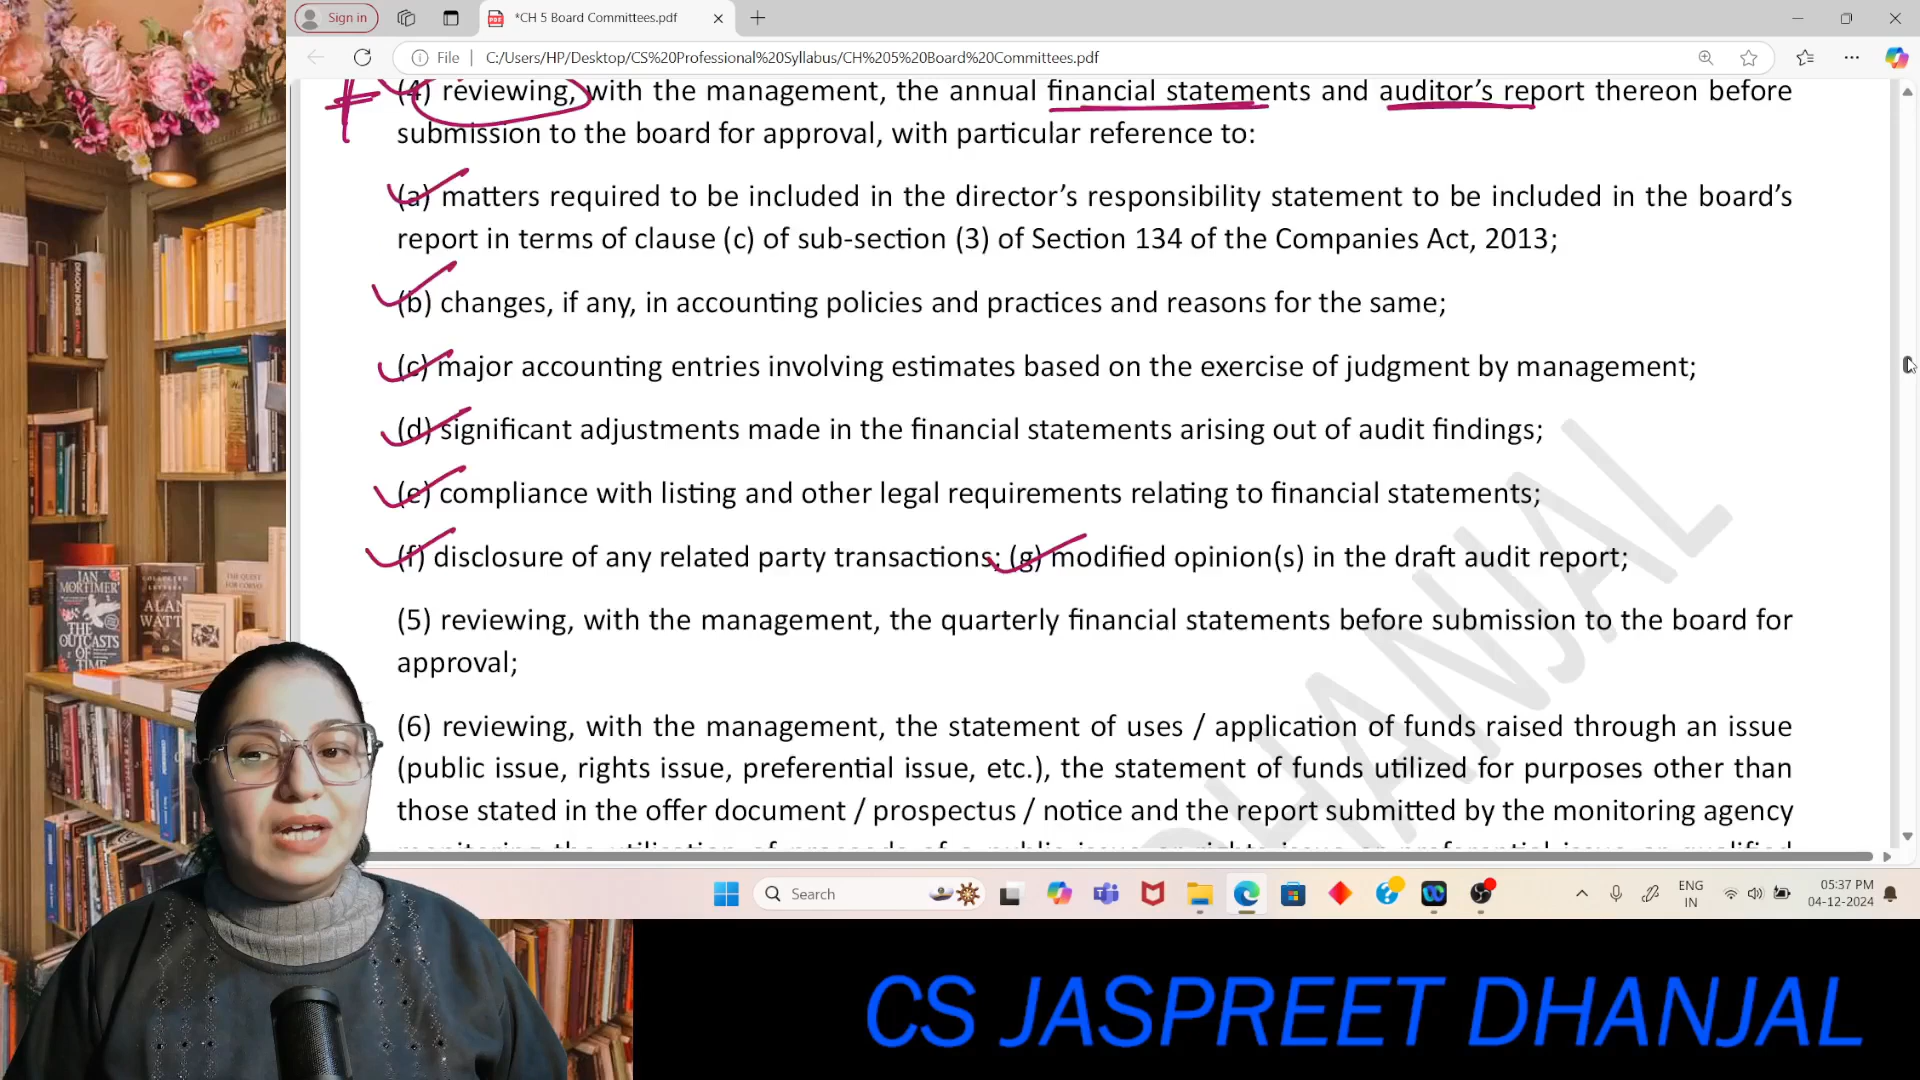 Sign in
*CH 5 Board Committees.pdf
File
C:/Users/HP/Desktop/CS%20Professional%20Syllabus/CH%205%20Board%20Committees.pdf
(4) reviewing, with the management, the annual financial statements and auditor's report thereon before
submission to the board for approval, with particular reference to:
(a) matters required to be included in the director's responsibility statement to be included in the board's
report in terms of clause (c) of sub-section (3) of Section 134 of the Companies Act, 2013;
(b) changes, if any, in accounting policies and practices and reasons for the same;
(c) major accounting entries involving estimates based on the exercise of judgment by management;
(d) significant adjustments made in the financial statements arising out of audit findings;
(e) compliance with listing and other legal requirements relating to financial statements;
(f) disclosure of any related party transactions; (g) modified opinion(s) in the draft audit report;
(5) reviewing, with the management, the quarterly financial statements before submission to the board for
approval;
(6) reviewing, with the management, the statement of uses / application of funds raised through an issue
(public issue, rights issue, preferential issue, etc.), the statement of funds utilized for purposes other than
those stated in the offer document / prospectus / notice and the report submitted by the monitoring agency
DHANJAL
JAN
MORTIMER
THE
OUTCASTS
OF
TIME
ALAN
WATT
Search
ENG
IN
05:37 PM
04-12-2024
CS JASPREET DHANJAL